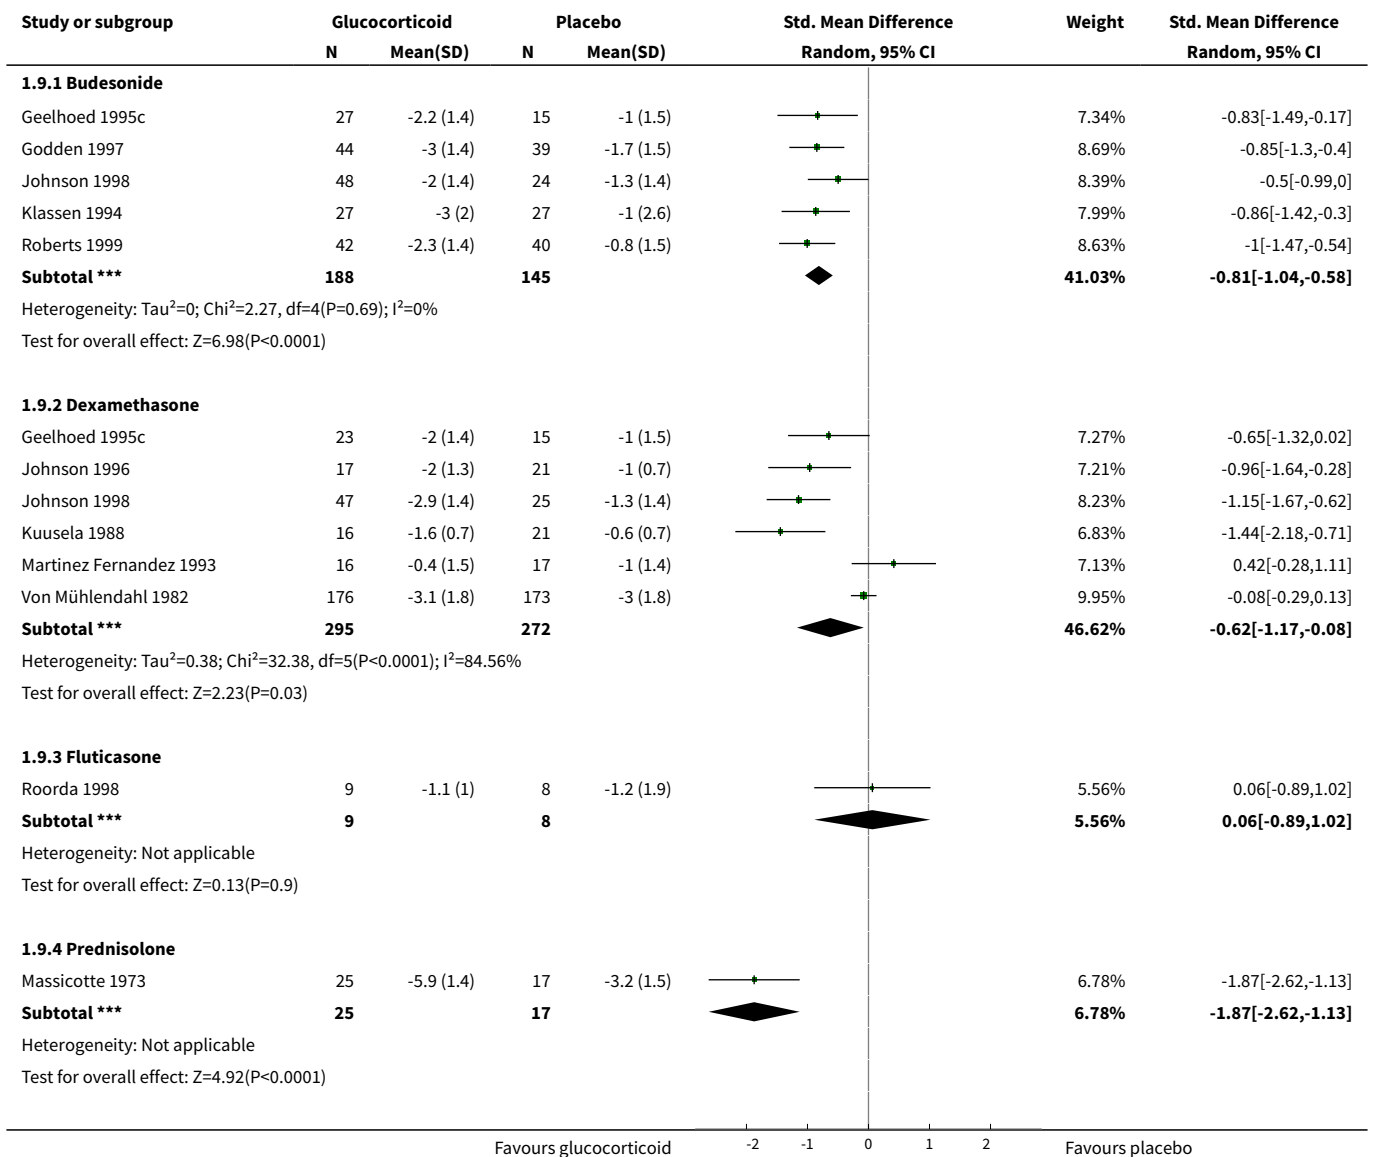 Study or subgroup Glucocorticoid Placebo Std. Mean Difference Weight Std. Mean Difference
N Mean(SD) N Mean(SD) Random, 95% CI Random, 95% CI
1.9.1 Budesonide
Geelhoed 1995c 27 -2.2 (1.4) 15 -1 (1.5) 7.34% -0.83[-1.49,-0.17]
Godden 1997 44 -3 (1.4) 39 -1.7 (1.5) 8.69% -0.85[-1.3,-0.4]
Johnson 1998 48 -2 (1.4) 24 -1.3 (1.4) 8.39% -0.5[-0.99,0]
Klassen 1994 27 -3 (2) 27 -1 (2.6) 7.99% -0.86[-1.42,-0.3]
Roberts 1999 42 -2.3 (1.4) 40 -0.8 (1.5) 8.63% -1[-1.47,-0.54]
Subtotal *** 188 145 41.03% -0.81[-1.04,-0.58]
Heterogeneity: Tau²=0; Chi²=2.27, df=4(P=0.69); I²=0%
Test for overall effect: Z=6.98(P<0.0001)
1.9.2 Dexamethasone
Geelhoed 1995c 23 -2 (1.4) 15 -1 (1.5) 7.27% -0.65[-1.32,0.02]
Johnson 1996 17 -2 (1.3) 21 -1 (0.7) 7.21% -0.96[-1.64,-0.28]
Johnson 1998 47 -2.9 (1.4) 25 -1.3 (1.4) 8.23% -1.15[-1.67,-0.62]
Kuusela 1988 16 -1.6 (0.7) 21 -0.6 (0.7) 6.83% -1.44[-2.18,-0.71]
Martinez Fernandez 1993 16 -0.4 (1.5) 17 -1 (1.4) 7.13% 0.42[-0.28,1.11]
Von Mühlendahl 1982 176 -3.1 (1.8) 173 -3 (1.8) 9.95% -0.08[-0.29,0.13]
Subtotal *** 295 272 46.62% -0.62[-1.17,-0.08]
Heterogeneity: Tau²=0.38; Chi²=32.38, df=5(P<0.0001); I²=84.56%
Test for overall effect: Z=2.23(P=0.03)
1.9.3 Fluticasone
Roorda 1998 9 -1.1 (1) 8 -1.2 (1.9) 5.56% 0.06[-0.89,1.02]
Subtotal *** 9 8 5.56% 0.06[-0.89,1.02]
Heterogeneity: Not applicable
Test for overall effect: Z=0.13(P=0.9)
1.9.4 Prednisolone
Massicotte 1973 25 -5.9 (1.4) 17 -3.2 (1.5) 6.78% -1.87[-2.62,-1.13]
Subtotal *** 25 17 6.78% -1.87[-2.62,-1.13]
Heterogeneity: Not applicable
Test for overall effect: Z=4.92(P<0.0001)
Favours glucocorticoid -2 -1 0 1 2 Favours placebo